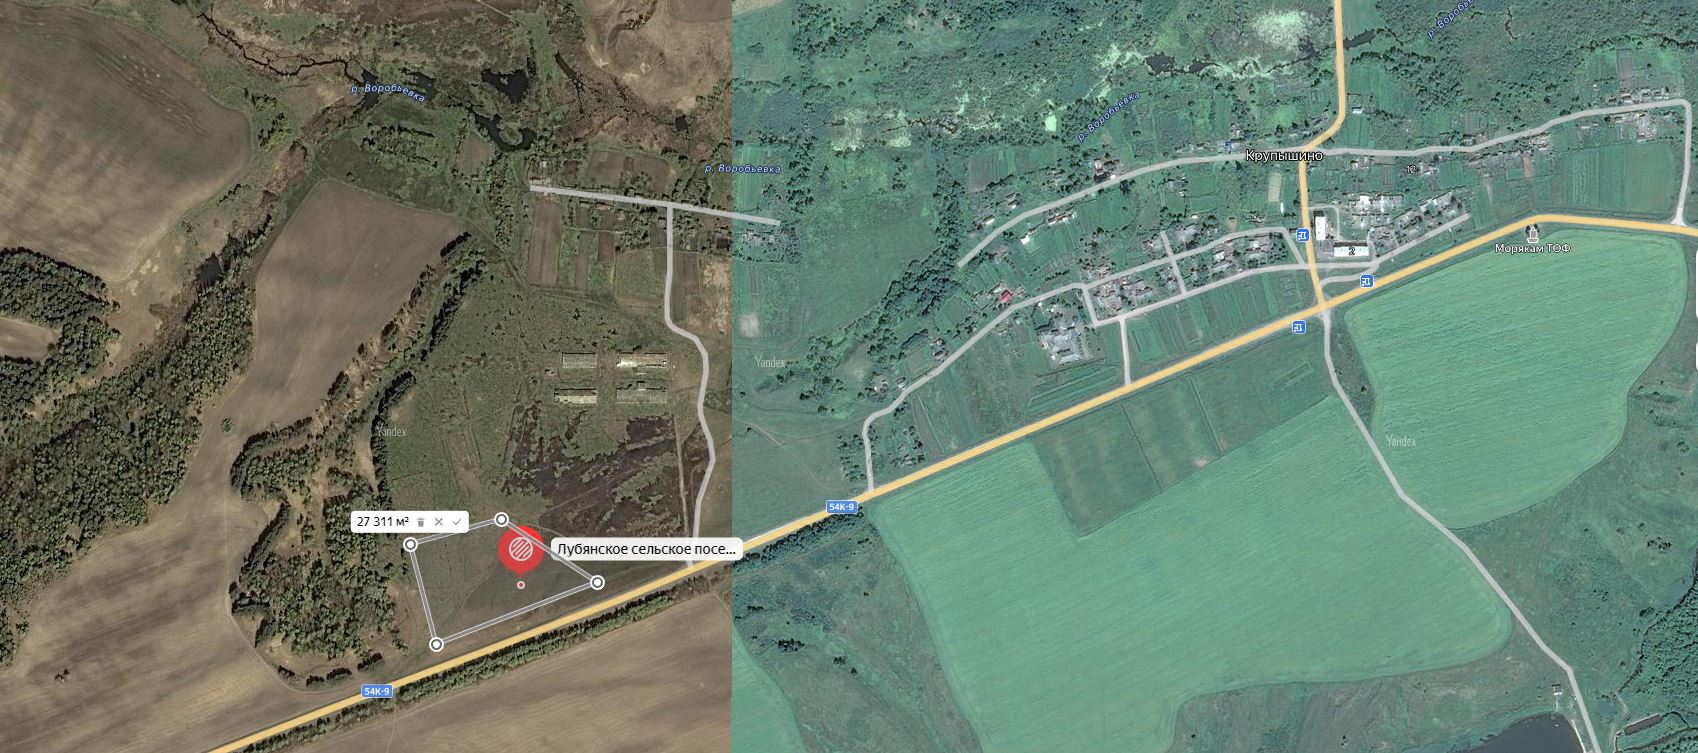 р. Воробьевка
р. Воробьевка
р. Воробьевка
р. Воробьевка
Крупышино
12
2
Морякам ТОФ
Yandex
Yandex
Yandex
54К-9
27 311 м²
Лубянское сельское посе...
54К-9